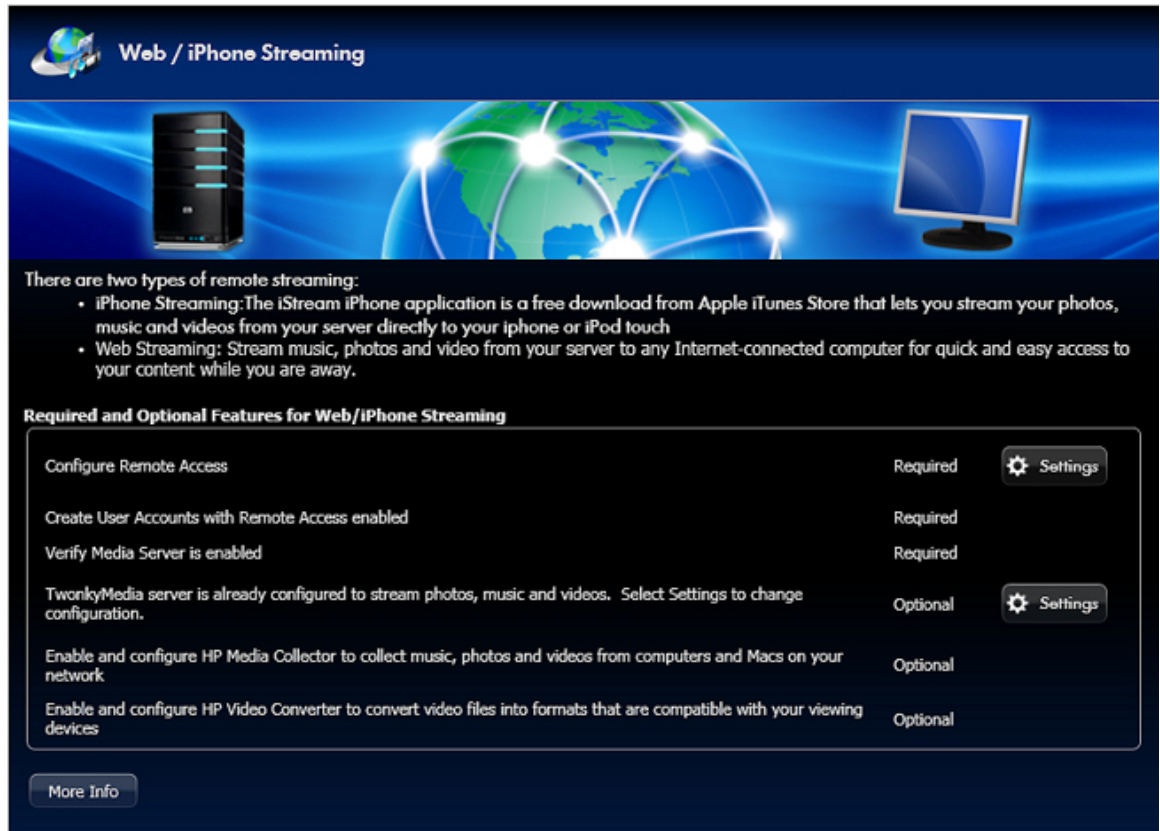 Web / iPhone Streaming
There are two types of remote streaming:
• iPhone Streaming:The iStream iPhone application is a free download from Apple iTunes Store that lets you stream your photos,
music and videos from your server directly to your iphone or iPod touch
• Web Streaming: Stream music, photos and video from your server to any Internet-connected computer for quick and easy access to
your content while you are away.
Required and Optional Features for Web/iPhone Streaming
Configure Remote Access Required Settings
Create User Accounts with Remote Access enabled Required
Verify Media Server is enabled Required
TwonkyMedia server is already configured to stream photos, music and videos.  Select Settings to change
configuration. Optional Settings
Enable and configure HP Media Collector to collect music, photos and videos from computers and Macs on your
network Optional
Enable and configure HP Video Converter to convert video files into formats that are compatible with your viewing
devices Optional
More Info